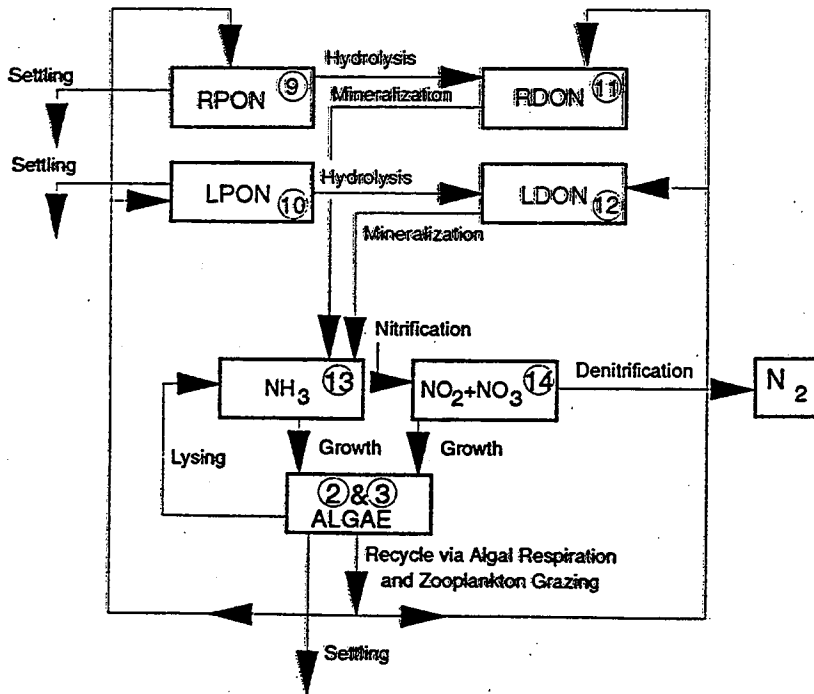 Settling
RPON 9
Hydrolysis
RDON 11
Mineralization
Settling
LPON 10
Hydrolysis
LDON 12
Mineralization
Nitrification
NH3 13
NO2+NO3 14
Denitrification
N2
Lysing
Growth
Growth
2 & 3
ALGAE
Recycle via Algal Respiration
and Zooplankton Grazing
Settling